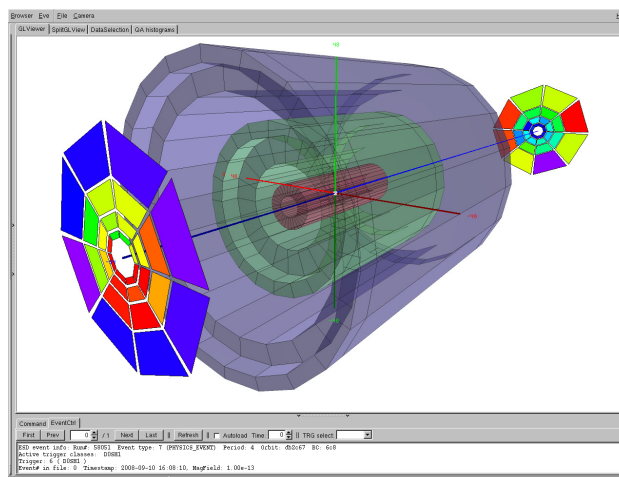 Browser Eve File Camera
GLViewer SplitGLView DataSelection QA histograms
Command EventCtrl
First Prev 0 / 1 Next Last || Refresh || Autoload Time: 0 || TRG select:
ESD event info: Run#: 58051 Event type: 7 (PHYSICS_EVENT) Period: 4 Orbit: db2c67 BC: 6c8
Active trigger classes: D0SH1
Trigger: 6 ( D0SH1 )
Event# in file: 0 Timestamp: 2008-09-10 16:08:10, MagField: 1.00e-13